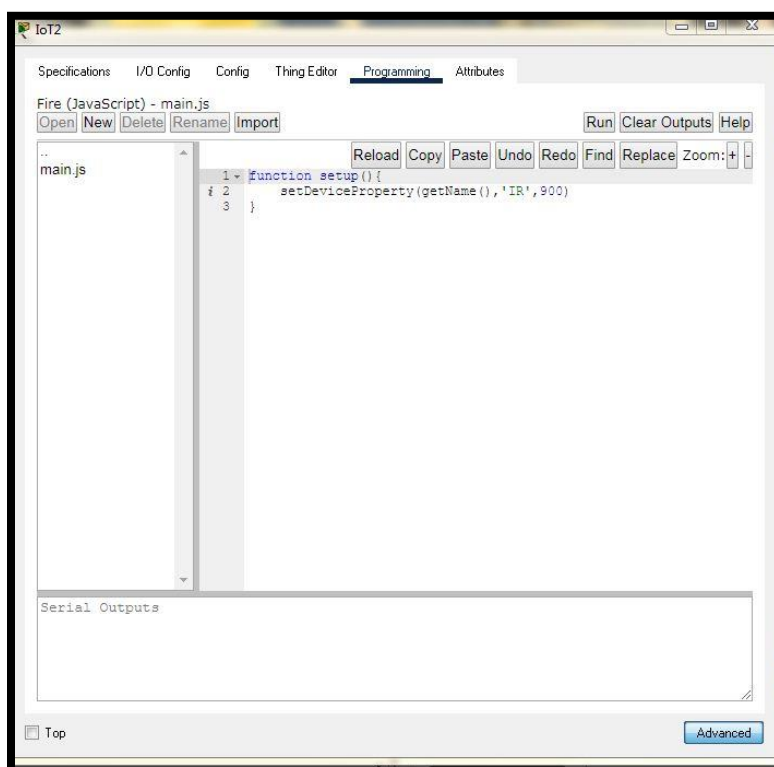 IoT2
Specifications I/O Config Config Thing Editor Programming Attributes
Fire (JavaScript) - main.js
Open New Delete Rename Import Run Clear Outputs Help
Reload Copy Paste Undo Redo Find Replace Zoom: + -
..
main.js
1 function setup(){
i 2 setDeviceProperty(getName(),'IR',900)
3 }
Serial Outputs
Top Advanced